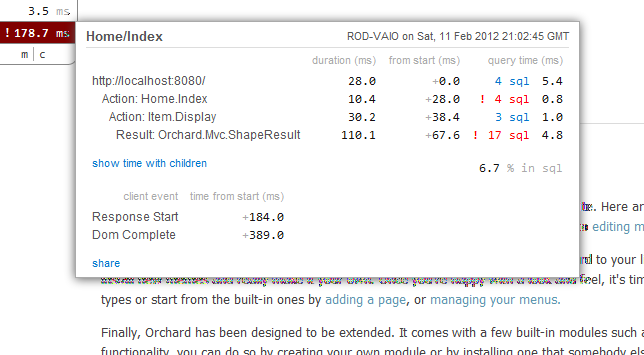 3.5 ms
! 178.7 ms
m | c
Home/Index ROD-VAIO on Sat, 11 Feb 2012 21:02:45 GMT
duration (ms) from start (ms) query time (ms)
http://localhost:8080/ 28.0 +0.0 4 sql 5.4
Action: Home.Index 10.4 +28.0 ! 4 sql 0.8
Action: Item.Display 30.2 +38.4 3 sql 1.0
Result: Orchard.Mvc.ShapeResult 110.1 +67.6 ! 17 sql 4.8
show time with children 6.7 % in sql
client event time from start (ms)
Response Start +184.0
Dom Complete +389.0
share
. Here ar
editing m
to your l
feel, it's tim
types or start from the built-in ones by adding a page, or managing your menus.
Finally, Orchard has been designed to be extended. It comes with a few built-in modules such a
functionality, you can do so by creating your own module or by installing one that somebody els